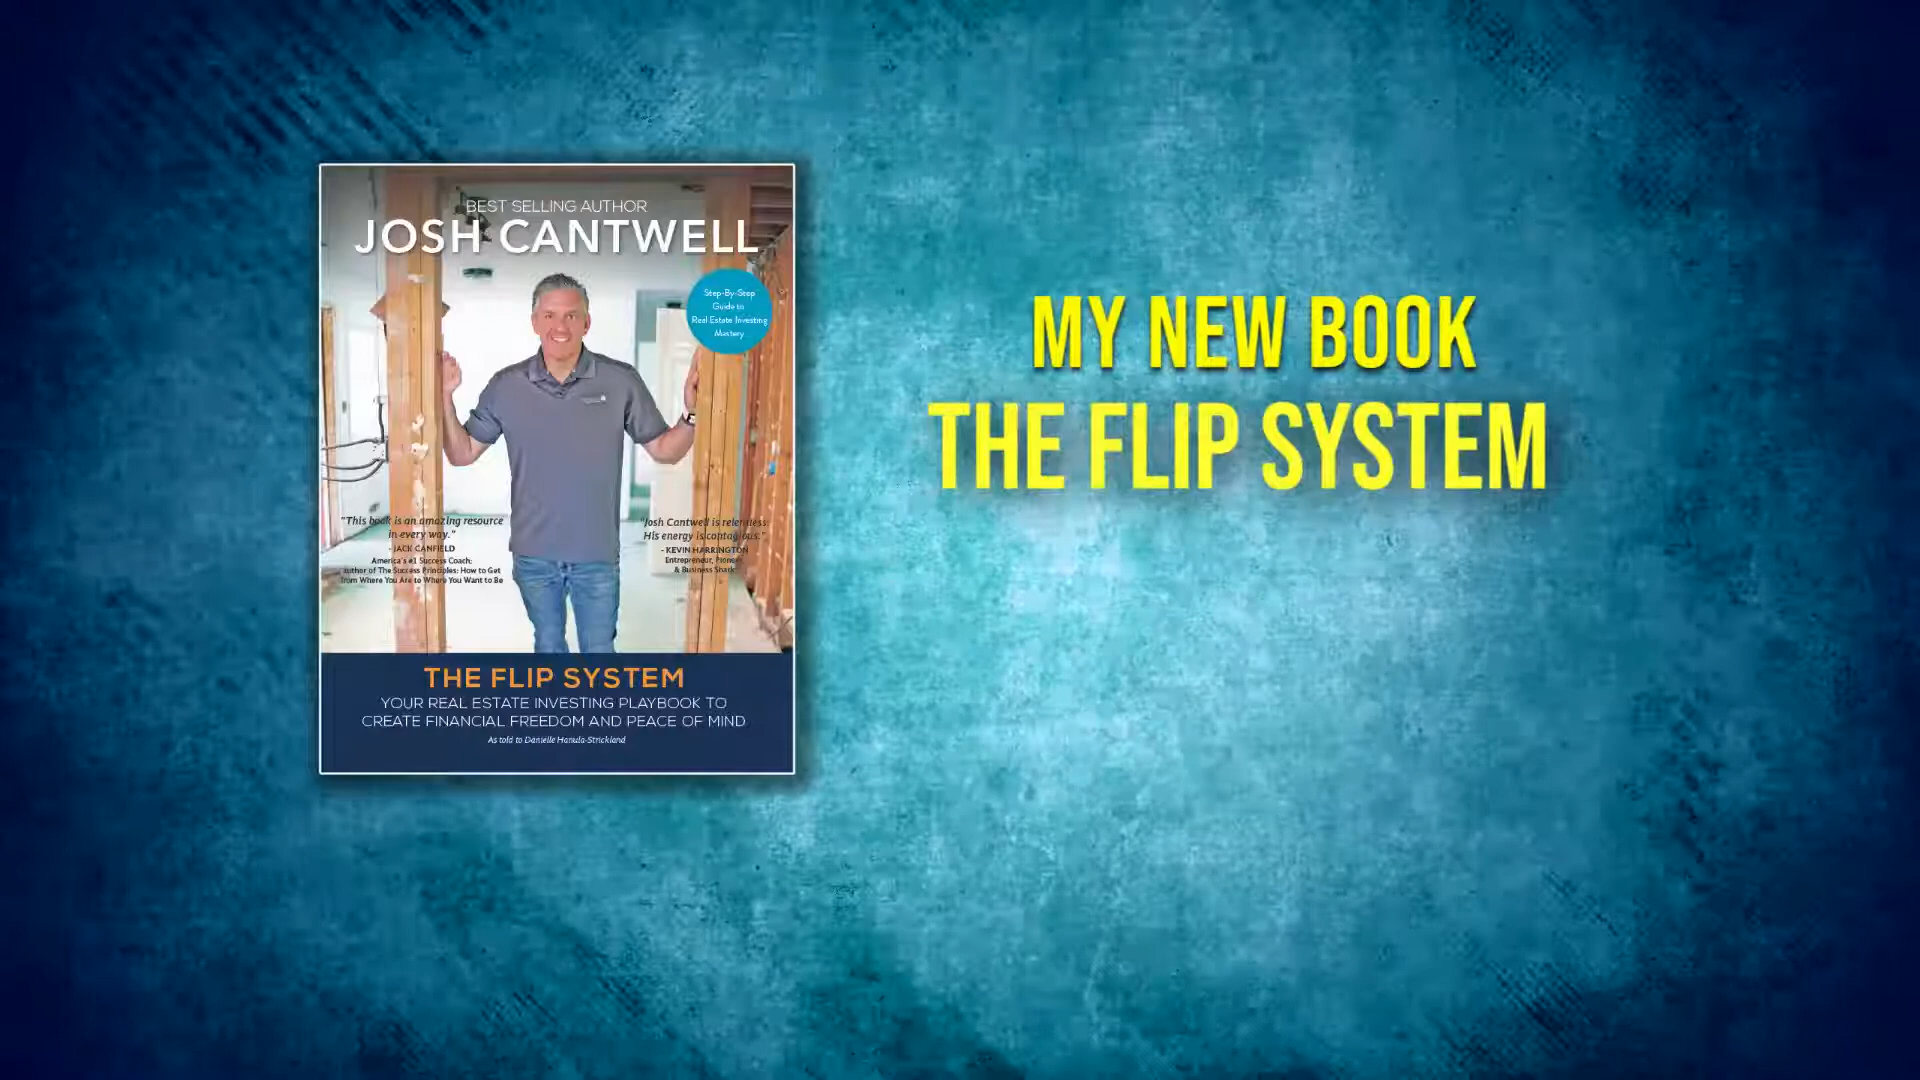 BEST SELLING AUTHOR
JOSH CANTWELL
Step-By-Step
Guide to
Real Estate Investing
Mastery
"This book is an amazing resource
in every way."
- JACK CANFIELD
America's #1 Success Coach;
author of The Success Principles: How to Get
from Where You Are to Where You Want to Be
"Josh Cantwell is relentless.
His energy is contagious."
- KEVIN HARRINGTON
Entrepreneur, Pioneer
& Business Shark
THE FLIP SYSTEM
YOUR REAL ESTATE INVESTING PLAYBOOK TO
CREATE FINANCIAL FREEDOM AND PEACE OF MIND
As told to Danielle Hanula-Strickland
MY NEW BOOK
THE FLIP SYSTEM